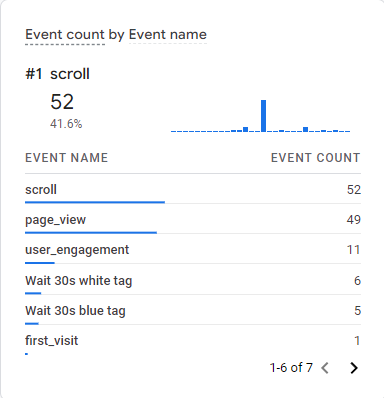 Event count by Event name
#1 scroll
52
41.6%
EVENT NAME EVENT COUNT
scroll 52
page_view 49
user_engagement 11
Wait 30s white tag 6
Wait 30s blue tag 5
first_visit 1
1-6 of 7